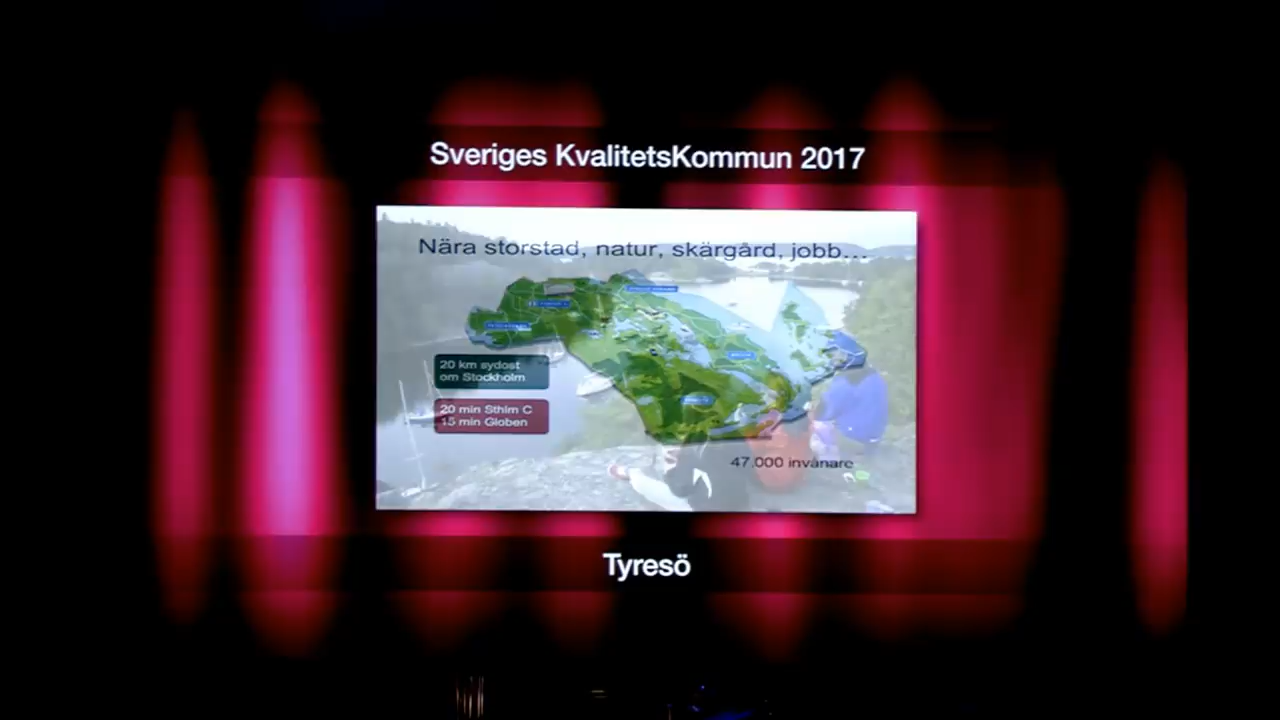 Sveriges KvalitetsKommun 2017
Nära storstad, natur, skärgård, jobb...
20 km sydost
om Stockholm
20 min Sthlm C
15 min Globen
47.000 invånare
Tyresö